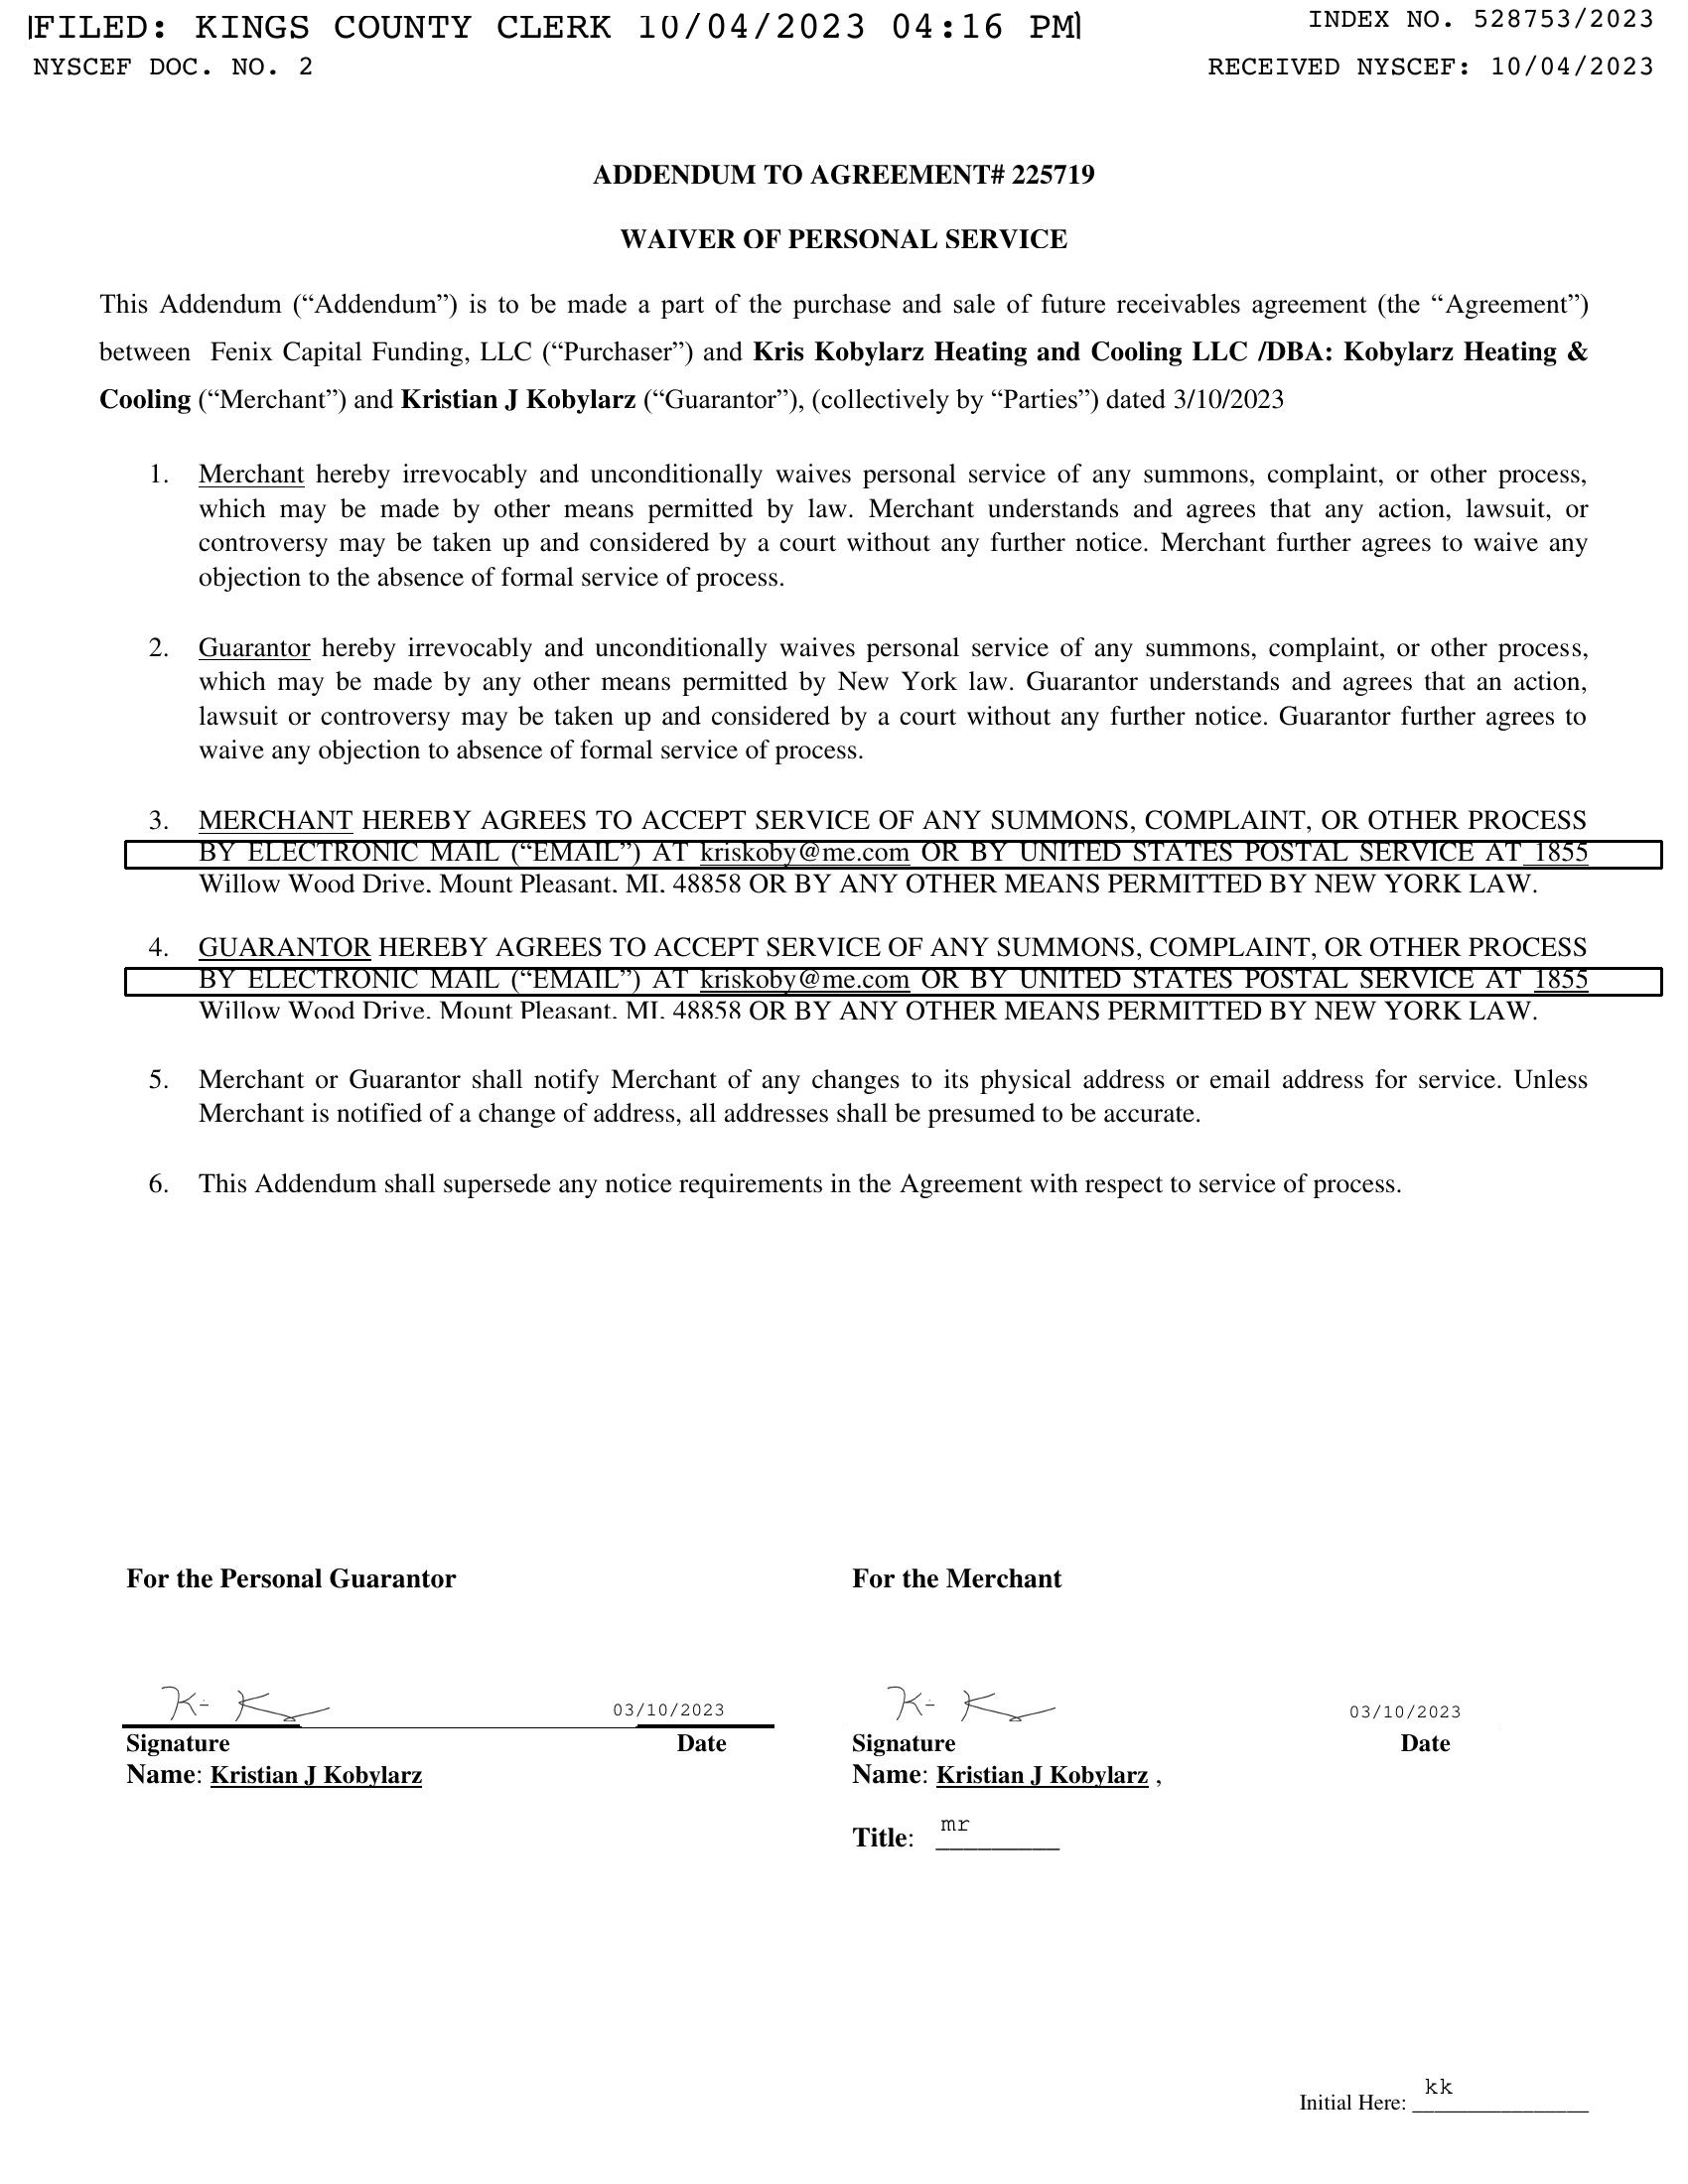 FILED: KINGS COUNTY CLERK 10/04/2023 04:16 PM
INDEX NO. 528753/2023
NYSCEF DOC. NO. 2
RECEIVED NYSCEF: 10/04/2023
ADDENDUM TO AGREEMENT# 225719
WAIVER OF PERSONAL SERVICE
This Addendum (“Addendum”) is to be made a part of the purchase and sale of future receivables agreement (the “Agreement”)
between Fenix Capital Funding, LLC (“Purchaser”) and Kris Kobylarz Heating and Cooling LLC /DBA: Kobylarz Heating &
Cooling (“Merchant”) and Kristian J Kobylarz (“Guarantor”), (collectively by “Parties”) dated 3/10/2023
1. Merchant hereby irrevocably and unconditionally waives personal service of any summons, complaint, or other process,
which may be made by other means permitted by law. Merchant understands and agrees that any action, lawsuit, or
controversy may be taken up and considered by a court without any further notice. Merchant further agrees to waive any
objection to the absence of formal service of process.
2. Guarantor hereby irrevocably and unconditionally waives personal service of any summons, complaint, or other process,
which may be made by any other means permitted by New York law. Guarantor understands and agrees that an action,
lawsuit or controversy may be taken up and considered by a court without any further notice. Guarantor further agrees to
waive any objection to absence of formal service of process.
3. MERCHANT HEREBY AGREES TO ACCEPT SERVICE OF ANY SUMMONS, COMPLAINT, OR OTHER PROCESS
BY ELECTRONIC MAIL (“EMAIL”) AT kriskoby@me.com OR BY UNITED STATES POSTAL SERVICE AT 1855
Willow Wood Drive, Mount Pleasant, MI, 48858 OR BY ANY OTHER MEANS PERMITTED BY NEW YORK LAW.
4. GUARANTOR HEREBY AGREES TO ACCEPT SERVICE OF ANY SUMMONS, COMPLAINT, OR OTHER PROCESS
BY ELECTRONIC MAIL (“EMAIL”) AT kriskoby@me.com OR BY UNITED STATES POSTAL SERVICE AT 1855
Willow Wood Drive, Mount Pleasant, MI, 48858 OR BY ANY OTHER MEANS PERMITTED BY NEW YORK LAW.
5. Merchant or Guarantor shall notify Merchant of any changes to its physical address or email address for service. Unless
Merchant is notified of a change of address, all addresses shall be presumed to be accurate.
6. This Addendum shall supersede any notice requirements in the Agreement with respect to service of process.
For the Personal Guarantor
For the Merchant
K- K 03/10/2023
K- K 03/10/2023
Signature Date
Signature Date
Name: Kristian J Kobylarz
Name: Kristian J Kobylarz ,
Title: mr
Initial Here: kk